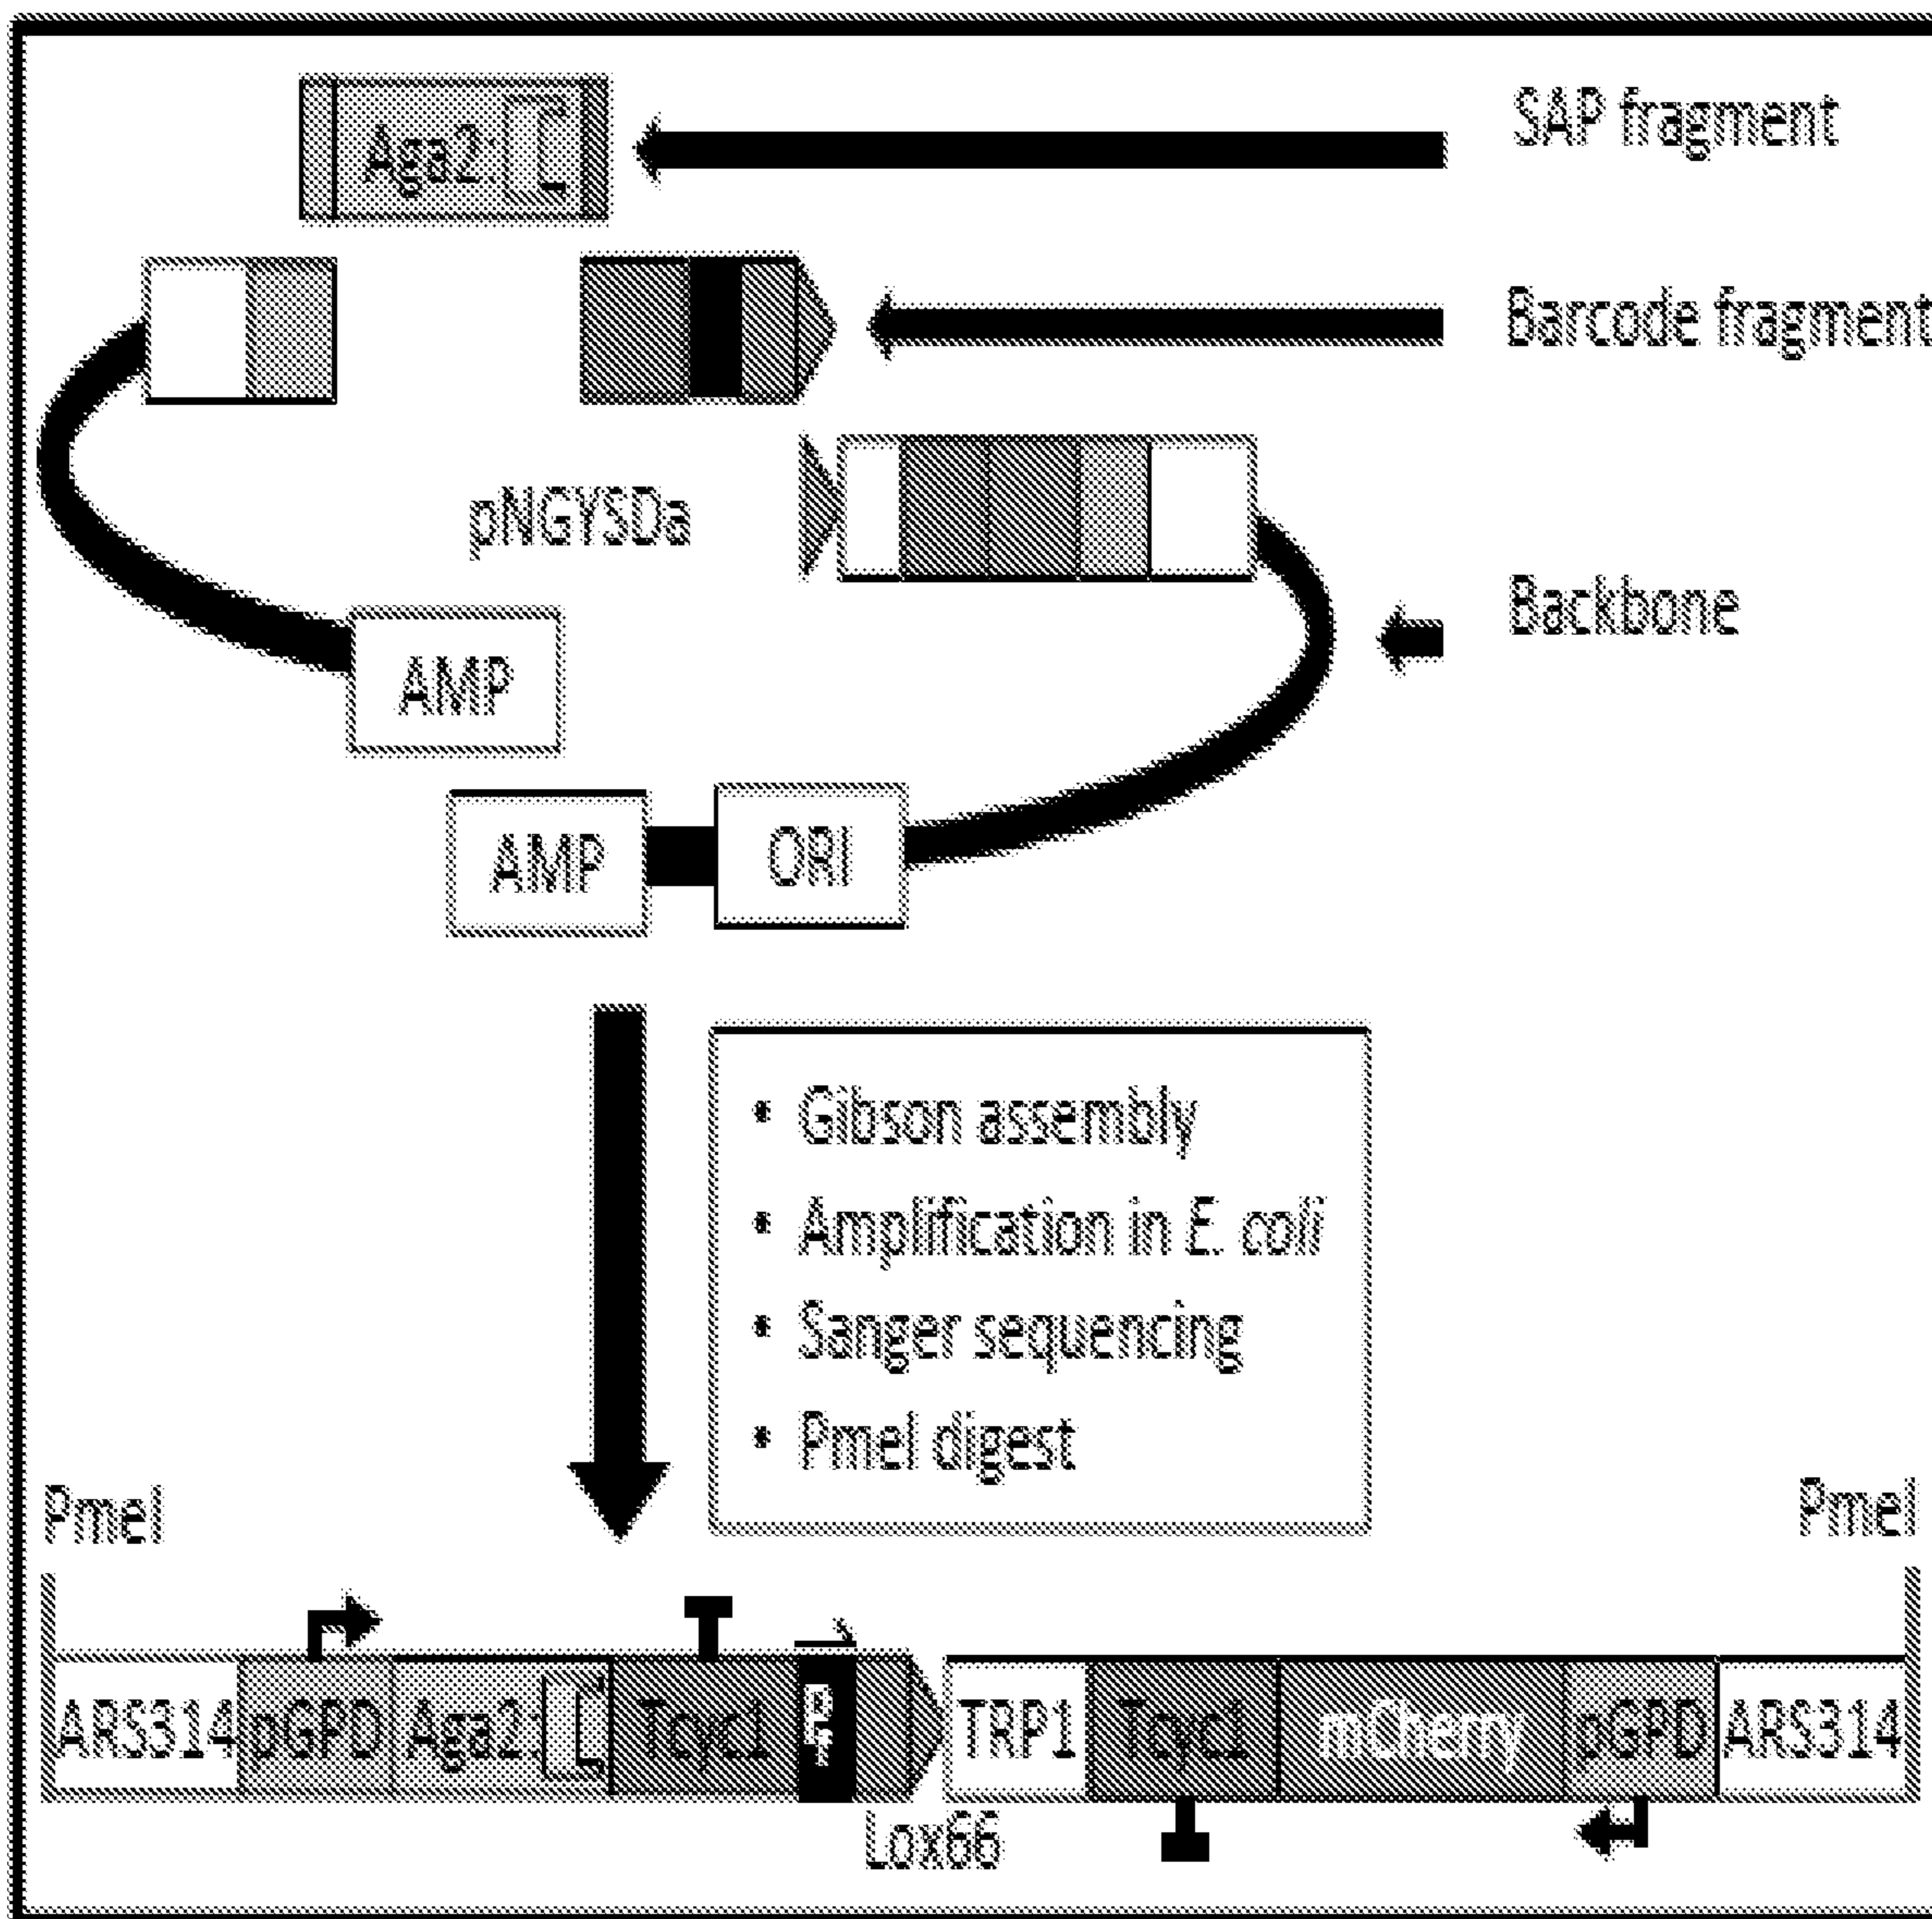 SAP fragment
Aga2:
Barcode fragment
pNGYSDa
Backbone
AMP
AMP ORI
• Gibson assembly
• Amplification in E. coli
• Sanger sequencing
• PmeI digest
PmeI PmeI
ARS314 pGPD Aga2: Tcyc1 TRP1 Tcyc1 mCherry pGPD ARS314
Lox66